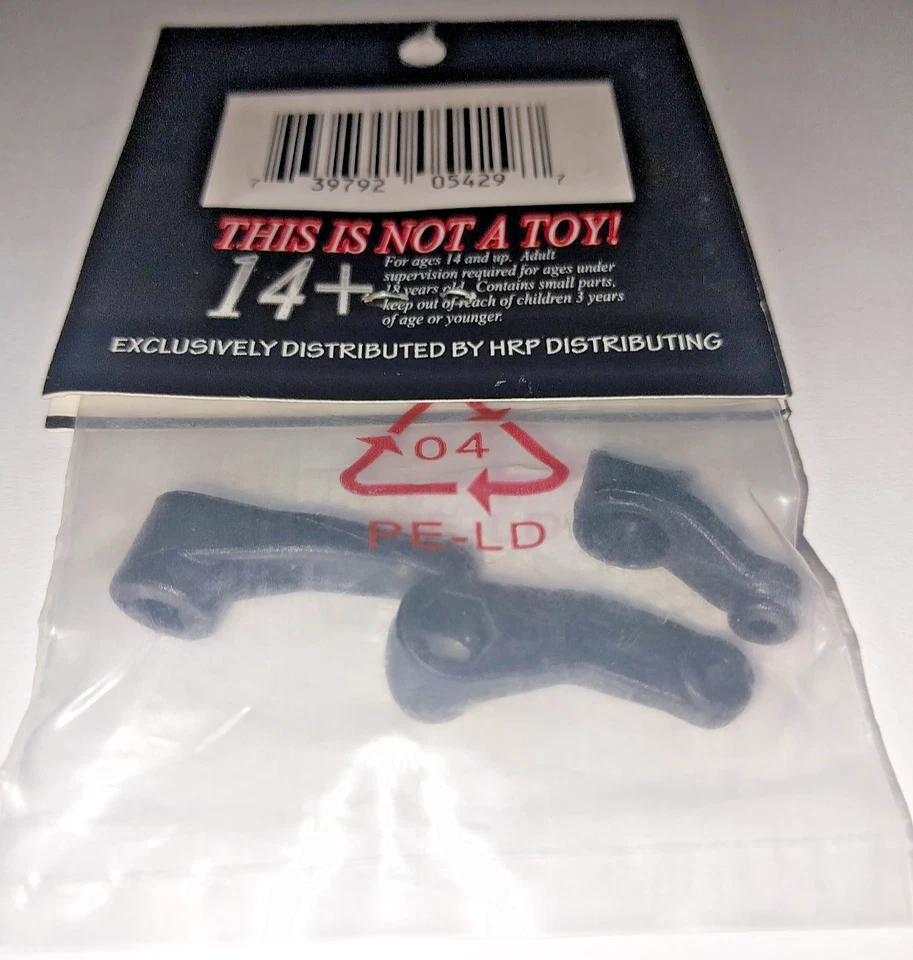 7 39792 05429 7
THIS IS NOT A TOY!
14+
For ages 14 and up. Adult
supervision required for ages under
18 years old. Contains small parts,
keep out of reach of children 3 years
of age or younger.
EXCLUSIVELY DISTRIBUTED BY HRP DISTRIBUTING
04
PE-LD